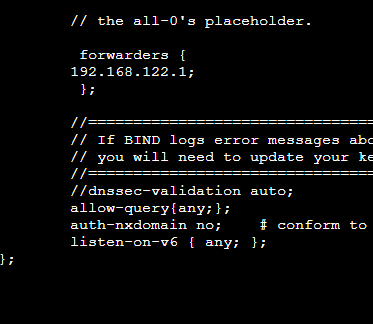 // the all-0's placeholder.
forwarders {
192.168.122.1;
};
//==================================
// If BIND logs error messages abo
// you will need to update your ke
//==================================
//dnssec-validation auto;
allow-query{any;};
auth-nxdomain no;    # conform to
listen-on-v6 { any; };
};